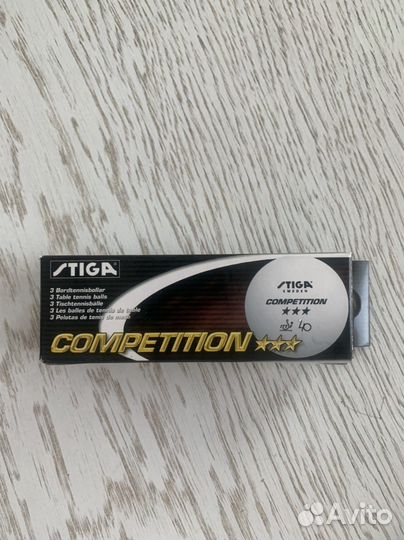 STIGA
3 Bordtennisbollar
3 Table tennis balls
3 Tischtennisbälle
3 Les balles de tennis de table
3 Pelotas de tenis de mesa
COMPETITION
STIGA
SWEDEN
COMPETITION
40
Avito